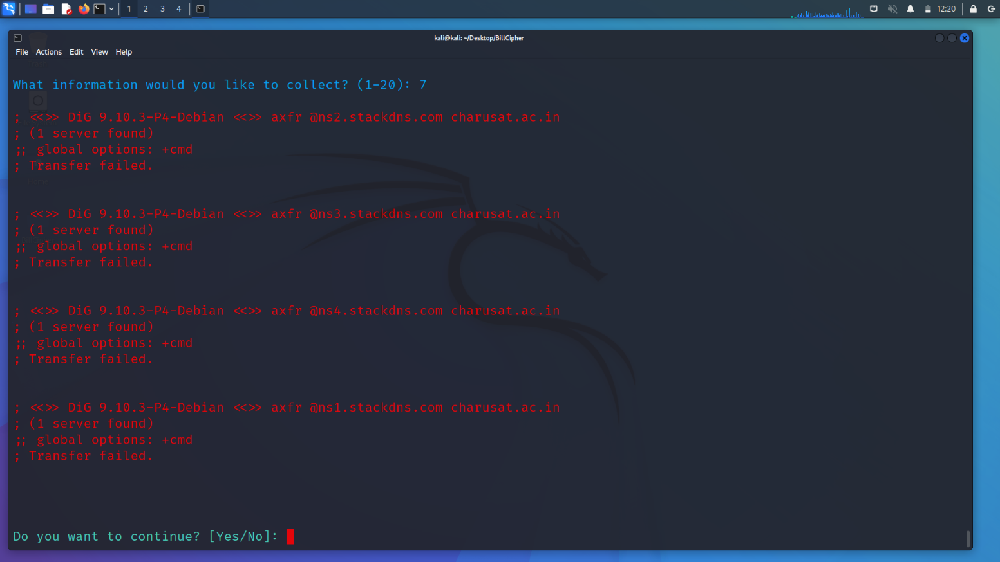 1 2 3 4
12:20
kali@kali: ~/Desktop/BillCipher
File Actions Edit View Help
What information would you like to collect? (1-20): 7
; <<>> DiG 9.10.3-P4-Debian <<>> axfr @ns2.stackdns.com charusat.ac.in
; (1 server found)
;; global options: +cmd
; Transfer failed.
; <<>> DiG 9.10.3-P4-Debian <<>> axfr @ns3.stackdns.com charusat.ac.in
; (1 server found)
;; global options: +cmd
; Transfer failed.
; <<>> DiG 9.10.3-P4-Debian <<>> axfr @ns4.stackdns.com charusat.ac.in
; (1 server found)
;; global options: +cmd
; Transfer failed.
; <<>> DiG 9.10.3-P4-Debian <<>> axfr @ns1.stackdns.com charusat.ac.in
; (1 server found)
;; global options: +cmd
; Transfer failed.
Do you want to continue? [Yes/No]: